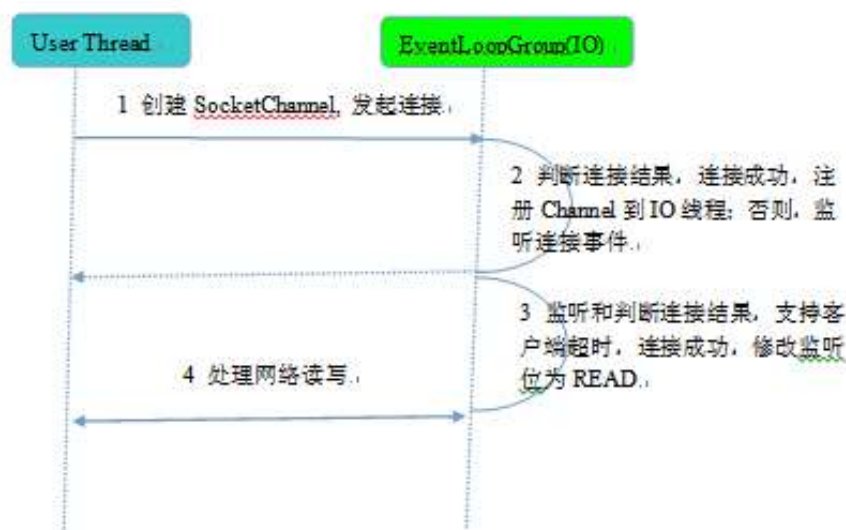 User Thread
EventLoopGroup(IO)
1 创建 SocketChannel, 发起连接
2 判断连接结果，连接成功，注
册 Channel 到 IO 线程；否则，监
听连接事件.
3 监听和判断连接结果，支持客
户端超时，连接成功，修改监听
位为 READ.
4 处理网络读写.